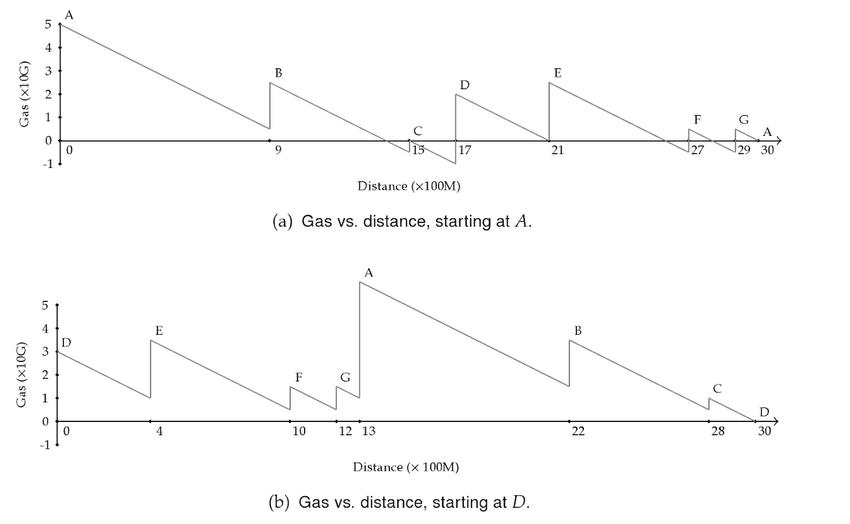 A
5
4
B
E
3
D
2
F
G
1
C
A
0
0
9
15
17
21
27
29
30
-1
Gas (×10G)
Distance (×100M)
(a) Gas vs. distance, starting at A.
A
5
E
B
4
D
3
F
G
2
C
1
D
0
0
4
10
12
13
22
28
30
-1
Gas (×10G)
Distance (× 100M)
(b) Gas vs. distance, starting at D.